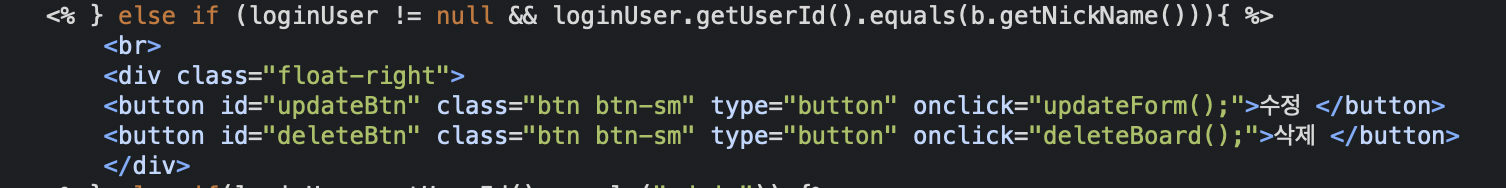 <% } else if (loginUser != null && loginUser.getUserId().equals(b.getNickName())){ %>
<br>
<div class="float-right">
<button id="updateBtn" class="btn btn-sm" type="button" onclick="updateForm();">수정 </button>
<button id="deleteBtn" class="btn btn-sm" type="button" onclick="deleteBoard();">삭제 </button>
</div>